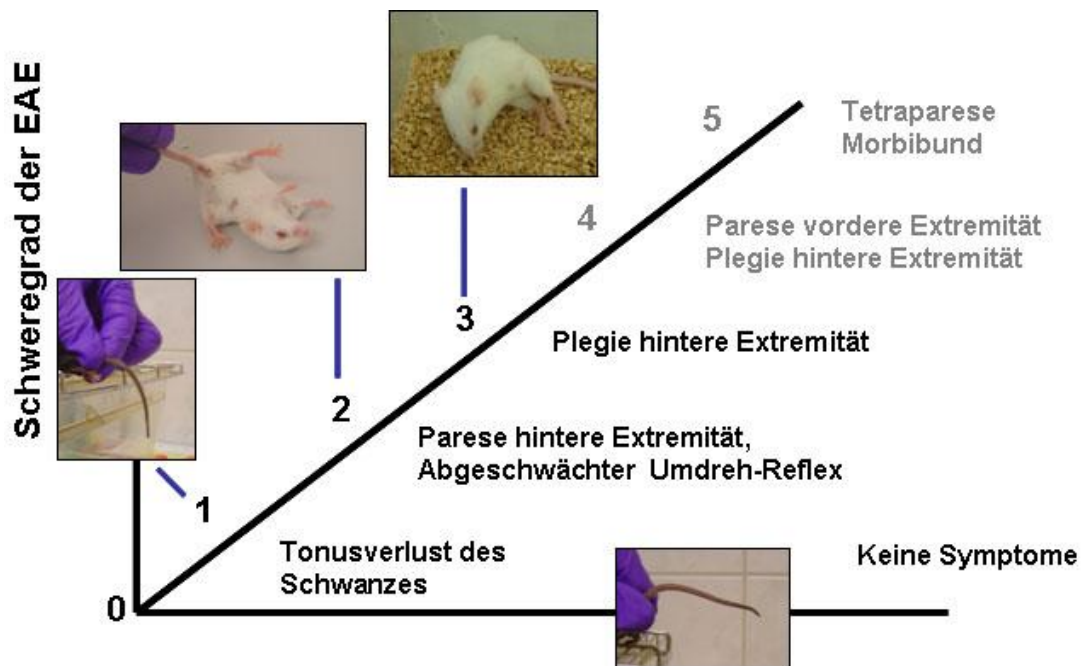 Schweregrad der EAE
5
Tetraparese
Morbibund
4
Parese vordere Extremität
Plegie hintere Extremität
3
Plegie hintere Extremität
2
Parese hintere Extremität,
Abgeschwächter Umdreh-Reflex
1
Tonusverlust des
Schwanzes
Keine Symptome
0